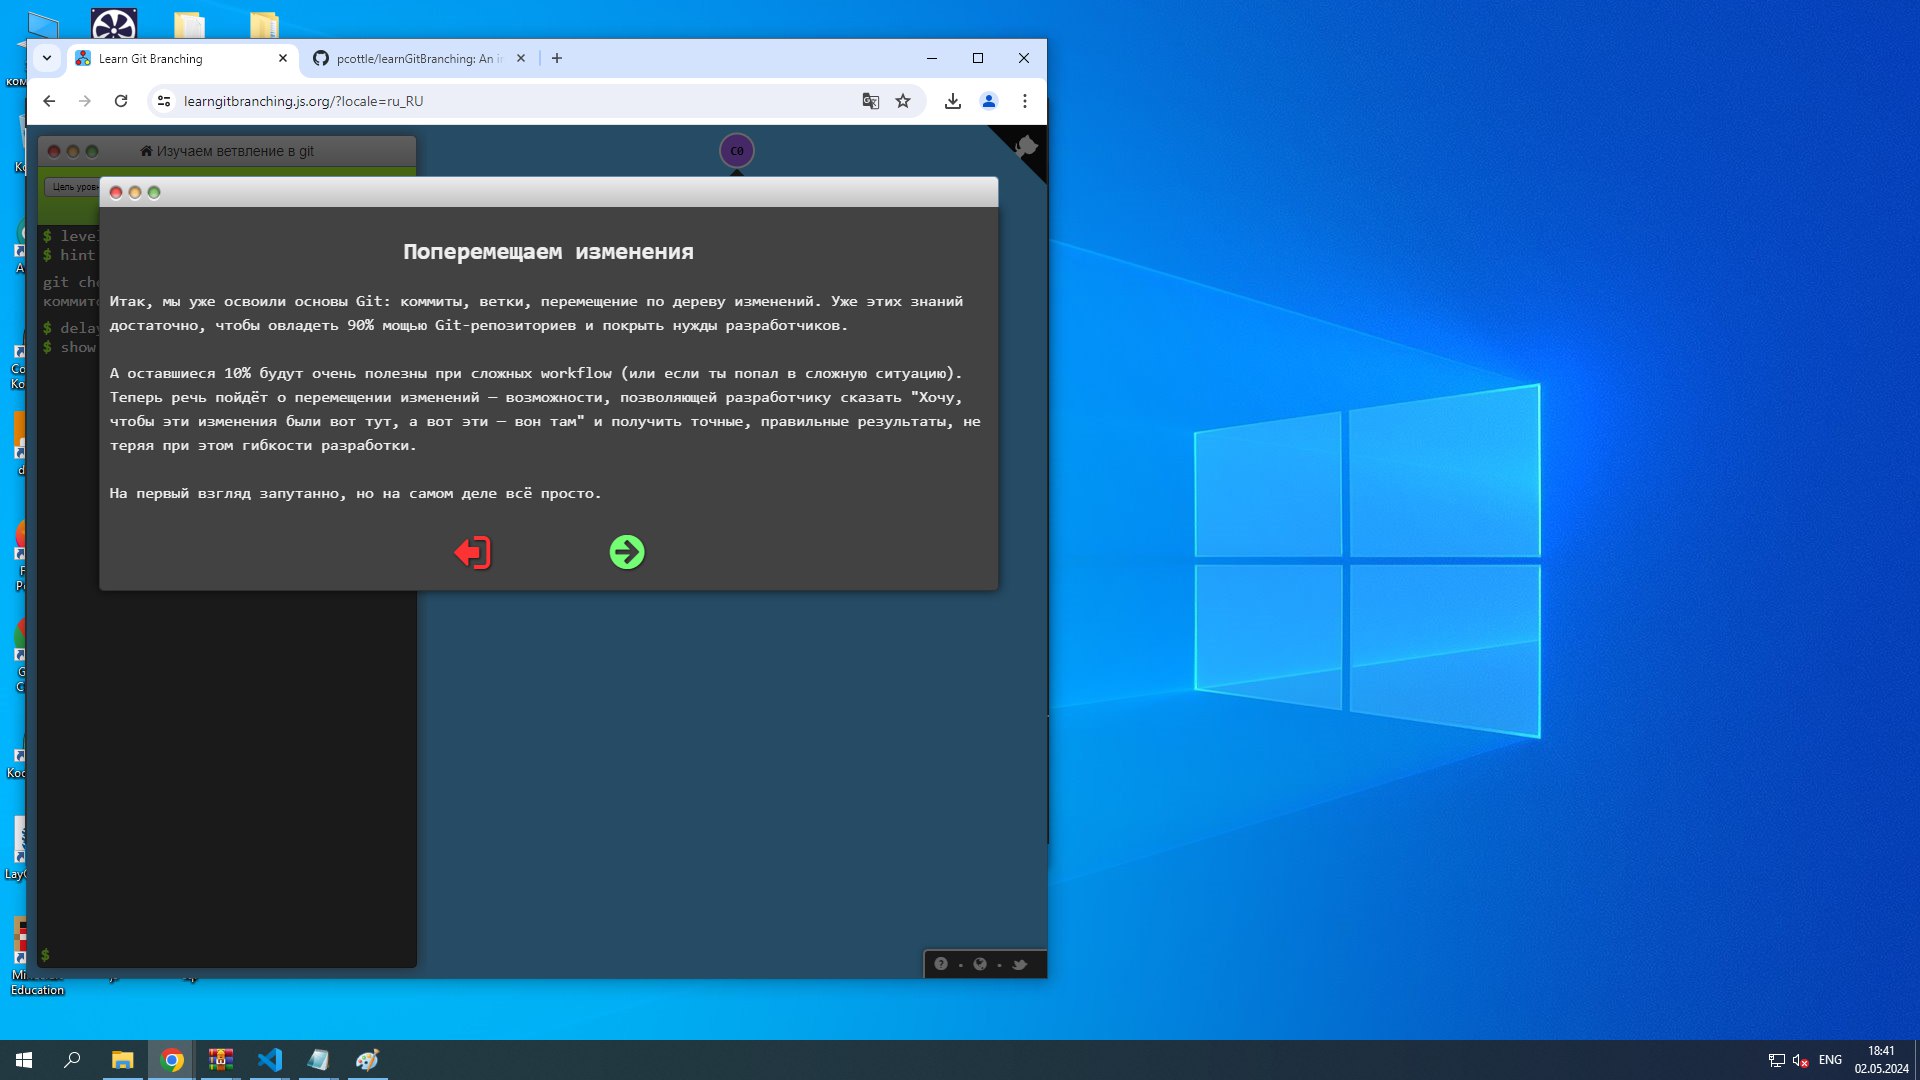 Learn Git Branching
pcottle/learnGitBranching: An i
learngitbranching.js.org/?locale=ru_RU
Изучаем ветвление в git
C0
Цель уров
$ leve
$ hint
git che
коммит
$ dela
$ show
Поперемещаем изменения
Итак, мы уже освоили основы Git: коммиты, ветки, перемещение по дереву изменений. Уже этих знаний
достаточно, чтобы овладеть 90% мощью Git-репозиториев и покрыть нужды разработчиков.
А оставшиеся 10% будут очень полезны при сложных workflow (или если ты попал в сложную ситуацию).
Теперь речь пойдёт о перемещении изменений — возможности, позволяющей разработчику сказать "Хочу,
чтобы эти изменения были вот тут, а вот эти — вон там" и получить точные, правильные результаты, не
теряя при этом гибкости разработки.
На первый взгляд запутанно, но на самом деле всё просто.
$
Education
ENG
18:41
02.05.2024